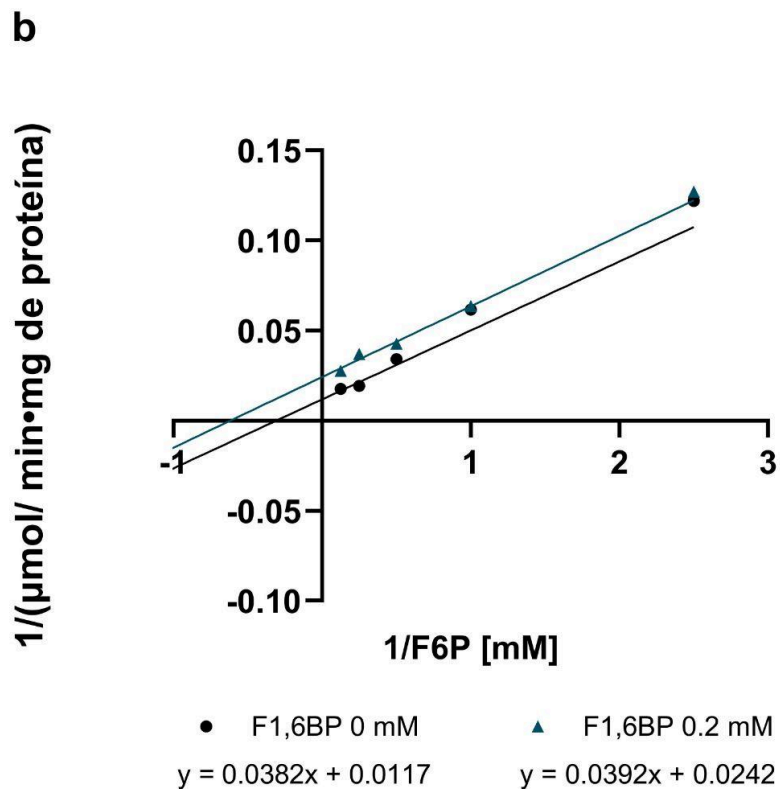 b
1/(µmol/ min•mg de proteína)
0.15
0.10
0.05
-1
1
2
3
-0.05
-0.10
1/F6P [mM]
F1,6BP 0 mM
F1,6BP 0.2 mM
y = 0.0382x + 0.0117
y = 0.0392x + 0.0242